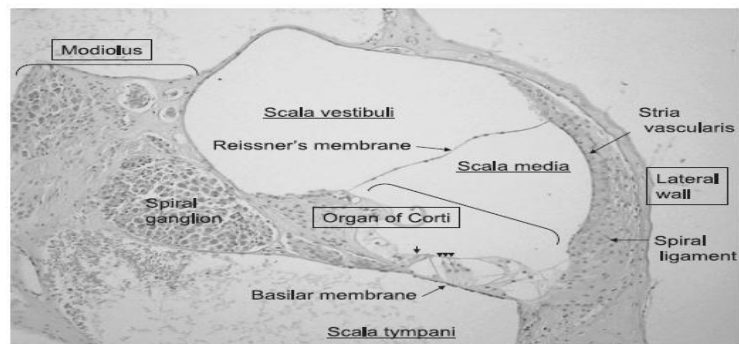 Modiolus
Scala vestibuli
Reissner's membrane
Scala media
Stria
vascularis
Lateral
wall
Spiral
ganglion
Organ of Corti
Spiral
ligament
Basilar membrane
Scala tympani